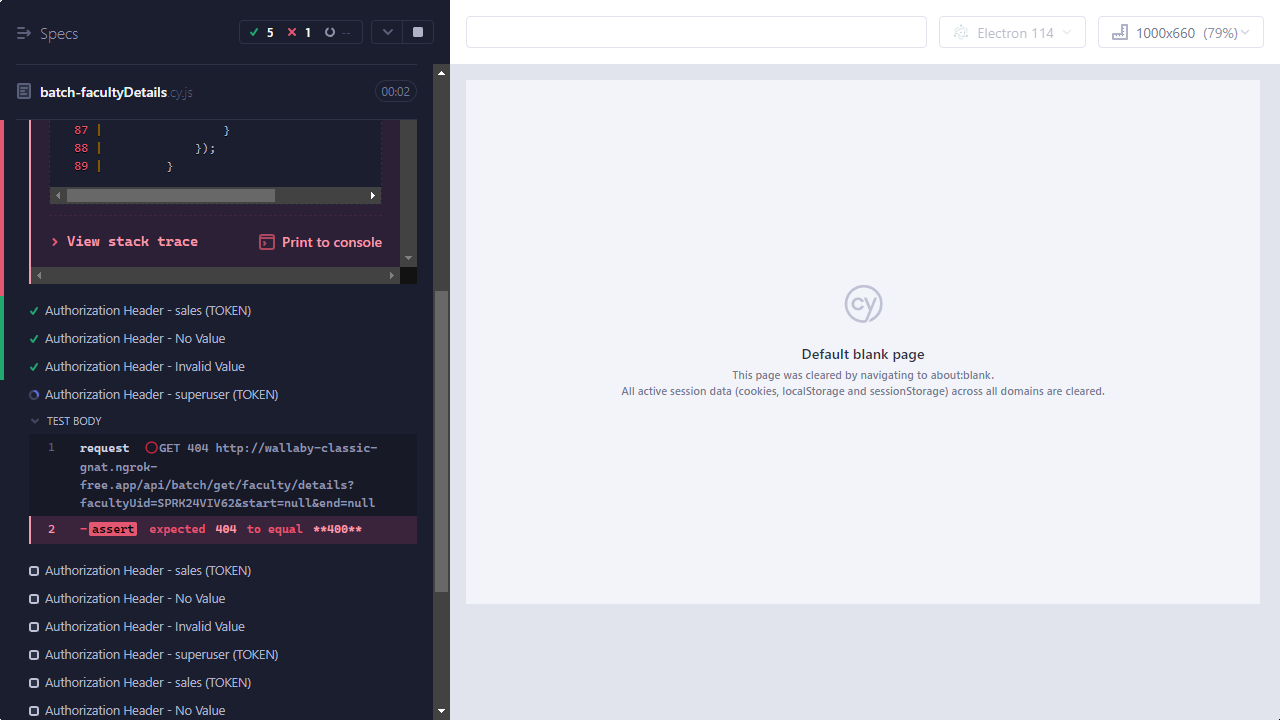 Specs
5 1 --
batch-facultyDetails.cy.js
00:02
87 | }
88 | });
89 | }
View stack trace
Print to console
Authorization Header - sales (TOKEN)
Authorization Header - No Value
Authorization Header - Invalid Value
Authorization Header - superuser (TOKEN)
TEST BODY
1 request GET 404 http://wallaby-classic-
gnat.ngrok-
free.app/api/batch/get/faculty/details?
facultyUid=SPRK24VIV62&start=null&end=null
2 -assert expected 404 to equal **400**
Authorization Header - sales (TOKEN)
Authorization Header - No Value
Authorization Header - Invalid Value
Authorization Header - superuser (TOKEN)
Authorization Header - sales (TOKEN)
Authorization Header - No Value
Electron 114
1000x660 (79%)
cy
Default blank page
This page was cleared by navigating to about:blank.
All active session data (cookies, localStorage and sessionStorage) across all domains are cleared.